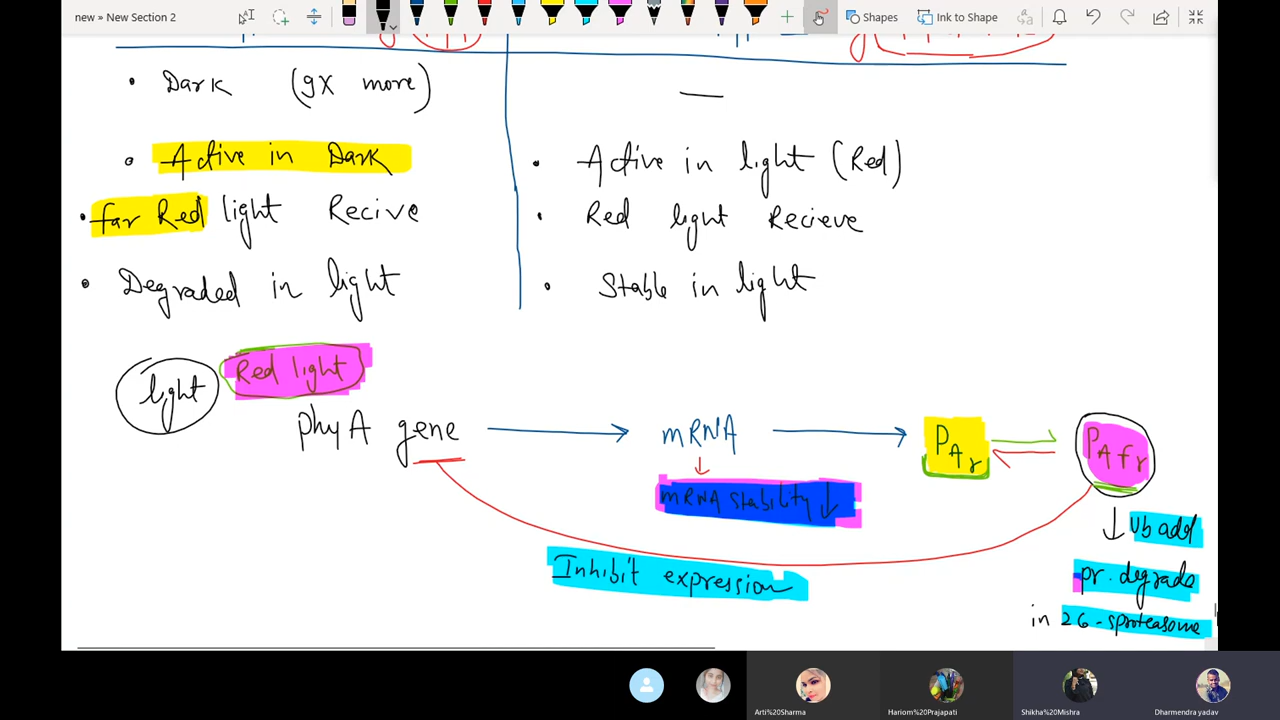 new » New Section 2
Shapes
Ink to Shape
• Dark (9X more)
—
• Active in Dark
• Active in light (Red)
• far Red light Recive
• Red light Recieve
• Degraded in light
• Stable in light
light Red light
phyA gene → mRNA → PAr ⇌ PAfr
↓
mRNA stability ↓
↓ Ub add
Inhibit expression
pr. degrade
in 26-sproteasome
Arti%20Sharma
Hariom%20Prajapati
Shikha%20Mishra
Dharmendra yadav